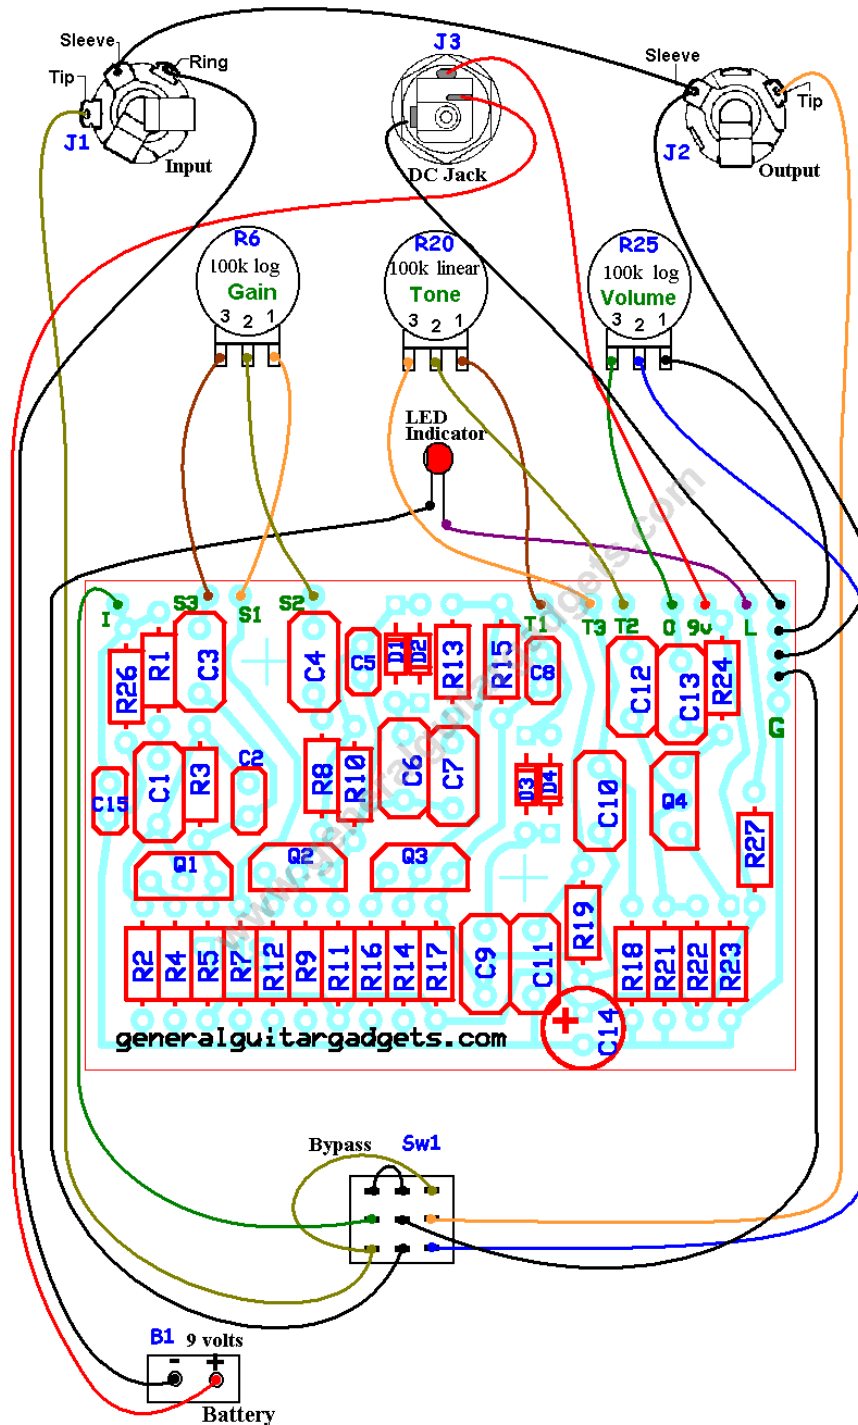 Sleeve
Ring
Tip
J1
Input
J3
DC Jack
Sleeve
Tip
J2
Output
R6
100k log
Gain
3 2 1
R20
100k linear
Tone
3 2 1
R25
100k log
Volume
3 2 1
LED
Indicator
I S3 S1 S2 T1 T3 T2 O 9v L
G
R26 R1 C3 C4 C5 D1 D2 R13 R15 C8 C12 C13 R24
C15 C1 R3 C2 R8 R10 C6 C7 D3 D4 C10 Q4 R27
Q1 Q2 Q3
R2 R4 R5 R7 R12 R9 R11 R16 R14 R17 C9 C11 R19 R18 R21 R22 R23
+ C14
generalguitargadgets.com
www.generalguitargadgets.com
Bypass
Sw1
B1 9 volts
- +
Battery